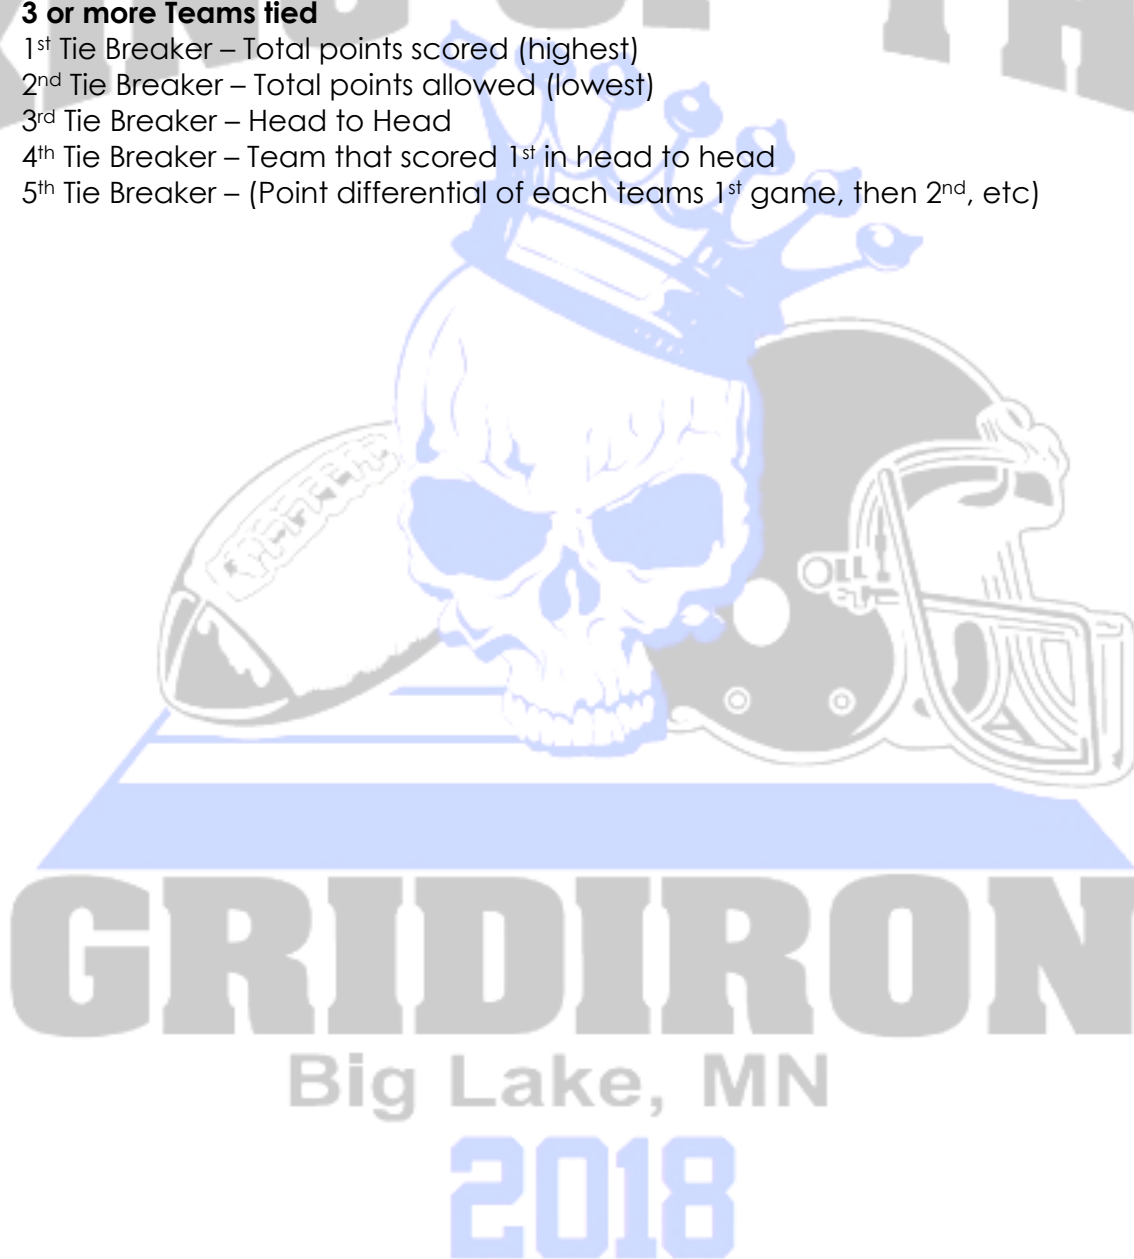 3 or more Teams tied
1st Tie Breaker – Total points scored (highest)
2nd Tie Breaker – Total points allowed (lowest)
3rd Tie Breaker – Head to Head
4th Tie Breaker – Team that scored 1st in head to head
5th Tie Breaker – (Point differential of each teams 1st game, then 2nd, etc)
GRIDIRON
Big Lake, MN
2018